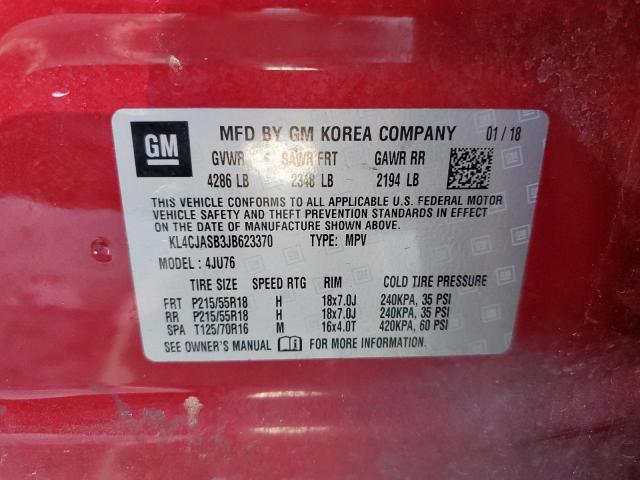 GM MFD BY GM KOREA COMPANY 01 / 18
GVWR GAWR FRT GAWR RR
4286 LB 2348 LB 2194 LB
THIS VEHICLE CONFORMS TO ALL APPLICABLE U.S. FEDERAL MOTOR
VEHICLE SAFETY AND THEFT PREVENTION STANDARDS IN EFFECT
ON THE DATE OF MANUFACTURE SHOWN ABOVE.
KL4CJASB3JB623370 TYPE: MPV
MODEL : 4JU76
TIRE SIZE SPEED RTG RIM COLD TIRE PRESSURE
FRT P215/55R18 H 18x7.0J 240KPA, 35 PSI
RR P215/55R18 H 18x7.0J 240KPA, 35 PSI
SPA T125/70R16 M 16x4.0T 420KPA, 60 PSI
SEE OWNER'S MANUAL FOR MORE INFORMATION.